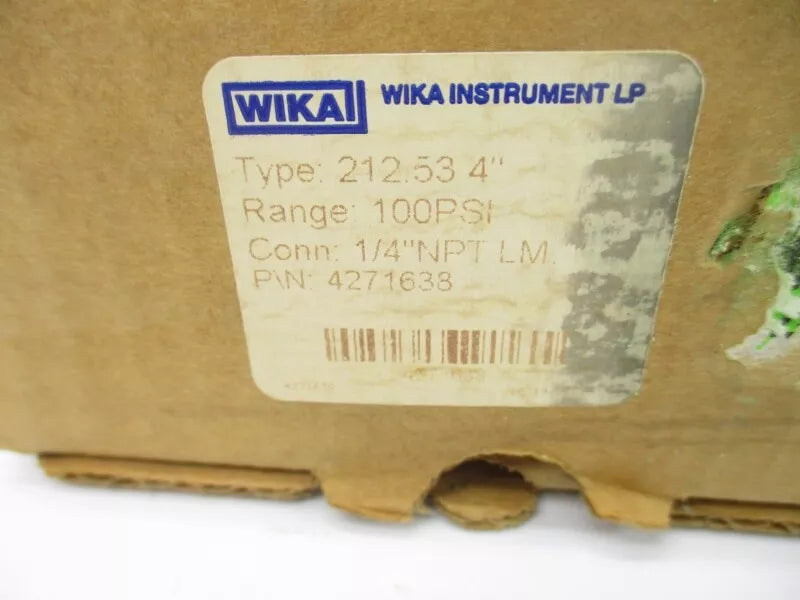 WIKA WIKA INSTRUMENT LP
Type: 212.53 4"
Range: 100PSI
Conn: 1/4"NPT LM.
P\N: 4271638